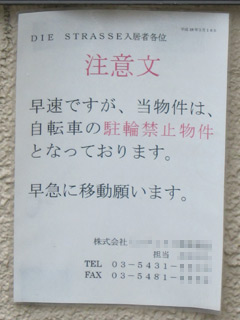 DIE STRASSE入居者各位
注意文
早速ですが、当物件は、
自転車の駐輪禁止物件
となっております。
早急に移動願います。
株式会社
担当
TEL 03-5431-
FAX 03-5481-